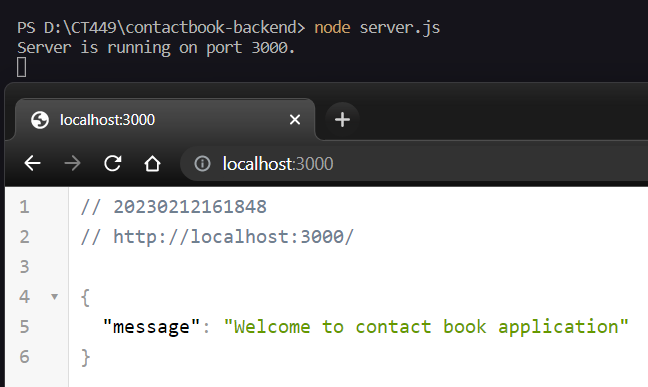 PS D:\CT449\contactbook-backend> node server.js
Server is running on port 3000.
localhost:3000
localhost:3000
1 // 20230212161848
2 // http://localhost:3000/
3
4 {
5 "message": "Welcome to contact book application"
6 }